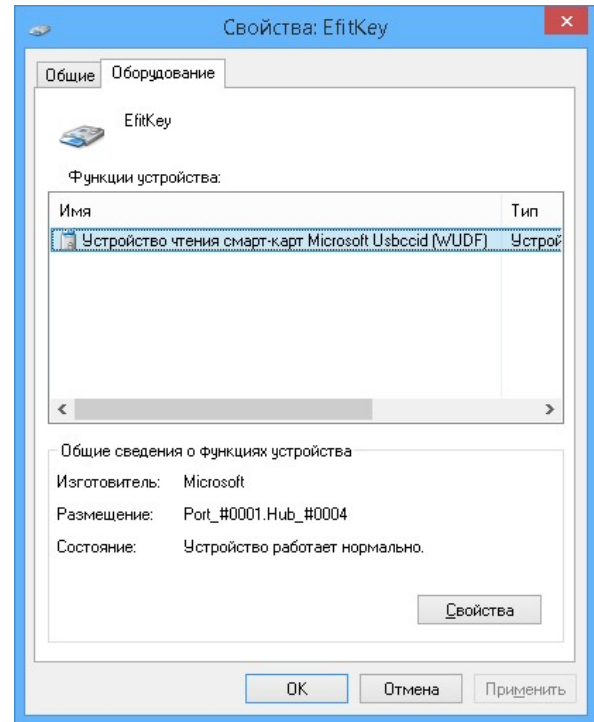 Свойства: EfitKey
Общие Оборудование
EfitKey
Функции устройства:
Имя Тип
Устройство чтения смарт-карт Microsoft Usbccid (WUDF) Устрой
Общие сведения о функциях устройства
Изготовитель: Microsoft
Размещение: Port_#0001.Hub_#0004
Состояние: Устройство работает нормально.
Свойства
OK Отмена Применить